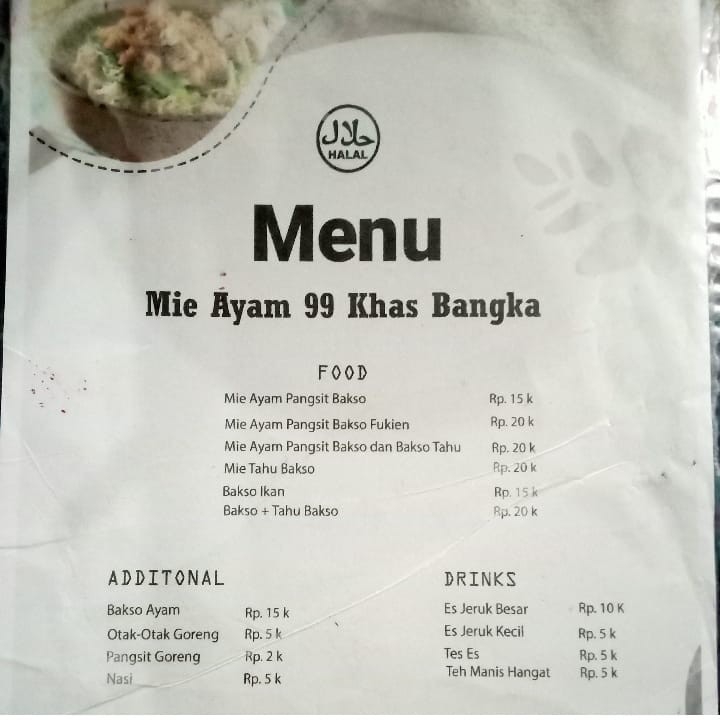 حلال
HALAL
Menu
Mie Ayam 99 Khas Bangka
FOOD
Mie Ayam Pangsit Bakso Rp. 15 k
Mie Ayam Pangsit Bakso Fukien Rp. 20 k
Mie Ayam Pangsit Bakso dan Bakso Tahu Rp. 20 k
Mie Tahu Bakso Rp. 20 k
Bakso Ikan Rp. 15 k
Bakso + Tahu Bakso Rp. 20 k
ADDITONAL
Bakso Ayam Rp. 15 k
Otak-Otak Goreng Rp. 5 k
Pangsit Goreng Rp. 2 k
Nasi Rp. 5 k
DRINKS
Es Jeruk Besar Rp. 10 K
Es Jeruk Kecil Rp. 5 k
Tes Es Rp. 5 k
Teh Manis Hangat Rp. 5 k